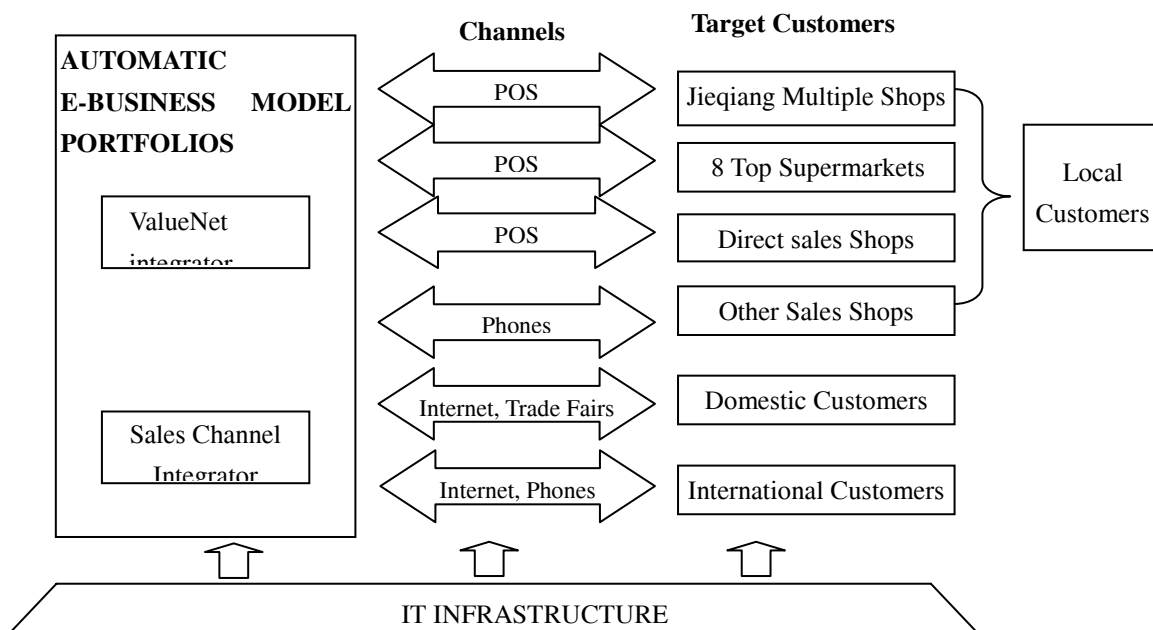 AUTOMATIC
E-BUSINESS MODEL
PORTFOLIOS
ValueNet
integrator
Sales Channel
Integrator
Channels
POS
POS
POS
Phones
Internet, Trade Fairs
Internet, Phones
Target Customers
Jieqiang Multiple Shops
8 Top Supermarkets
Direct sales Shops
Other Sales Shops
Domestic Customers
International Customers
Local
Customers
IT INFRASTRUCTURE